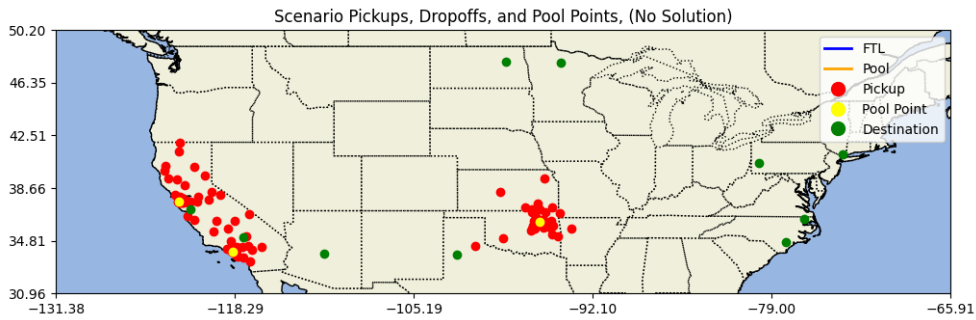 Scenario Pickups, Dropoffs, and Pool Points, (No Solution)
50.20
46.35
42.51
38.66
34.81
30.96
−131.38
−118.29
−105.19
−92.10
−79.00
−65.91
FTL
Pool
Pickup
Pool Point
Destination